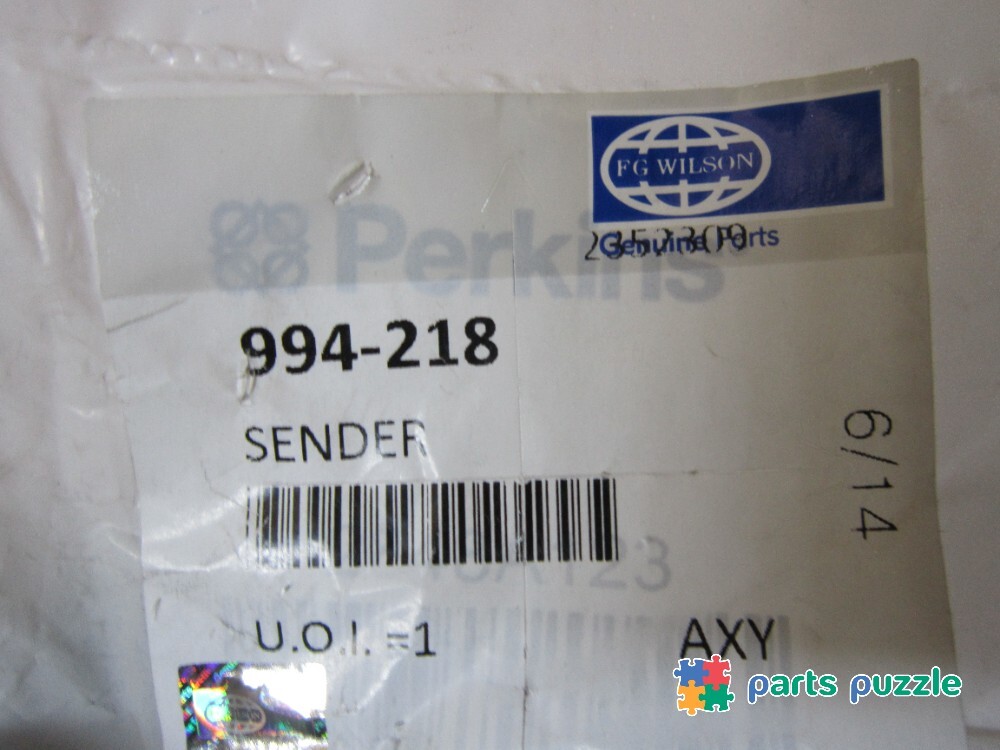 FG WILSON
Genuine Parts
Perkins
994-218
SENDER
6/14
U.O.I. =1
AXY
parts puzzle